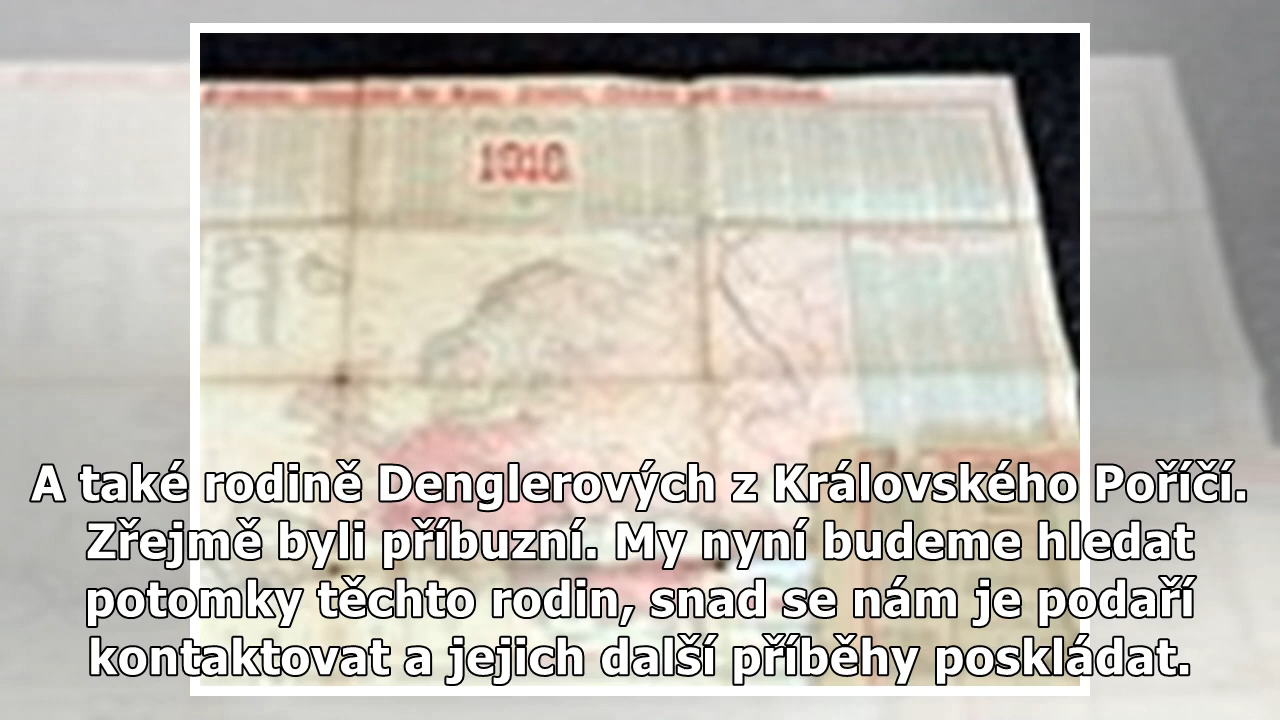 1910.
A také rodině Denglerových z Královského Poříčí.
Zřejmě byli příbuzní. My nyní budeme hledat
potomky těchto rodin, snad se nám je podaří
kontaktovat a jejich další příběhy poskládat.